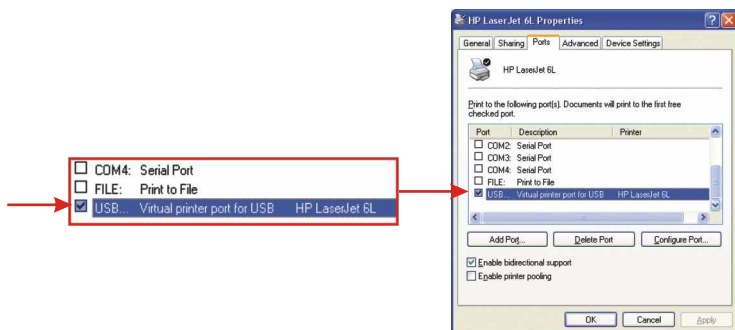 HP LaserJet 6L Properties
General Sharing Ports Advanced Device Settings
HP LaserJet 6L
Print to the following port(s). Documents will print to the first free
checked port.
Port Description Printer
COM2: Serial Port
COM3: Serial Port
COM4: Serial Port
FILE: Print to File
USB... Virtual printer port for USB HP LaserJet 6L
Add Port... Delete Port Configure Port...
Enable bidirectional support
Enable printer pooling
OK Cancel Apply
COM4: Serial Port
FILE: Print to File
USB... Virtual printer port for USB HP LaserJet 6L